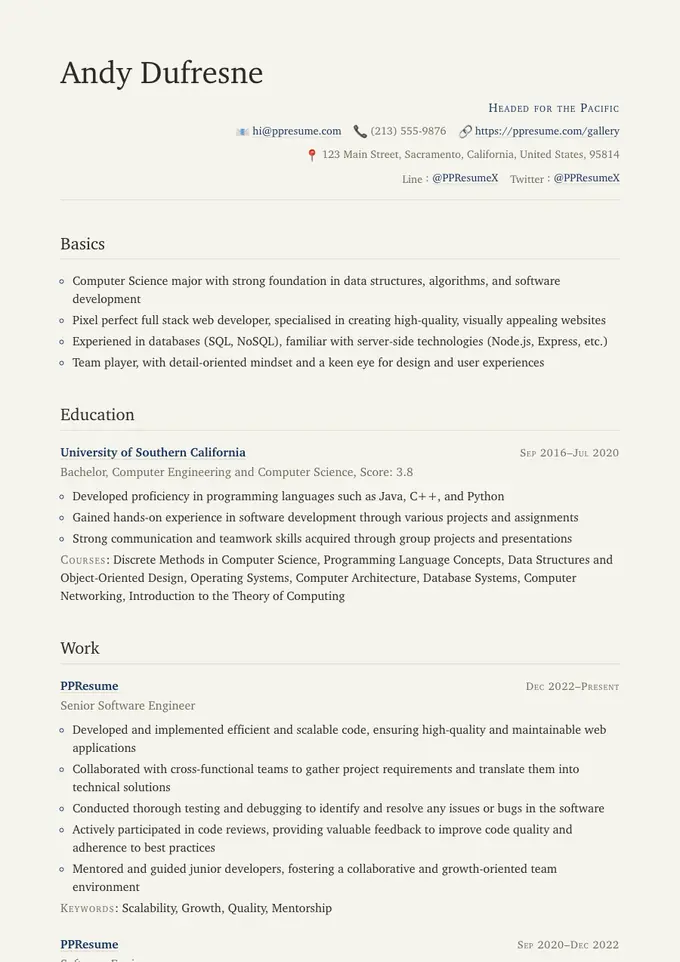 Andy Dufresne
Headed for the Pacific
hi@ppresume.com (213) 555-9876 https://ppresume.com/gallery
123 Main Street, Sacramento, California, United States, 95814
Line : @PPResumeX Twitter : @PPResumeX
Basics
Computer Science major with strong foundation in data structures, algorithms, and software
development
Pixel perfect full stack web developer, specialised in creating high-quality, visually appealing websites
Experienced in databases (SQL, NoSQL), familiar with server-side technologies (Node.js, Express, etc.)
Team player, with detail-oriented mindset and a keen eye for design and user experiences
Education
University of Southern California Sep 2016–Jul 2020
Bachelor, Computer Engineering and Computer Science, Score: 3.8
Developed proficiency in programming languages such as Java, C++, and Python
Gained hands-on experience in software development through various projects and assignments
Strong communication and teamwork skills acquired through group projects and presentations
Courses: Discrete Methods in Computer Science, Programming Language Concepts, Data Structures and
Object-Oriented Design, Operating Systems, Computer Architecture, Database Systems, Computer
Networking, Introduction to the Theory of Computing
Work
PPResume Dec 2022–Present
Senior Software Engineer
Developed and implemented efficient and scalable code, ensuring high-quality and maintainable web
applications
Collaborated with cross-functional teams to gather project requirements and translate them into
technical solutions
Conducted thorough testing and debugging to identify and resolve any issues or bugs in the software
Actively participated in code reviews, providing valuable feedback to improve code quality and
adherence to best practices
Mentored and guided junior developers, fostering a collaborative and growth-oriented team
environment
Keywords: Scalability, Growth, Quality, Mentorship
PPResume Sep 2020–Dec 2022